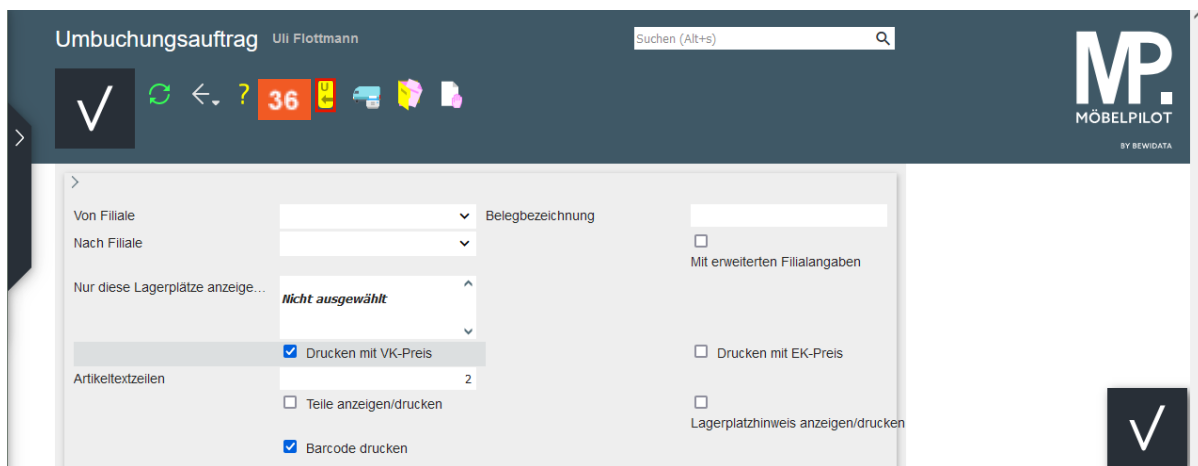 Umbuchungsauftrag Uli Flottmann
Suchen (Alt+s)
? 36 U
MP.
MÖBELPILOT
BY BEWIDATA
Von Filiale
Belegbezeichnung
Nach Filiale
Mit erweiterten Filialangaben
Nur diese Lagerplätze anzeige...
Nicht ausgewählt
Drucken mit VK-Preis
Drucken mit EK-Preis
Artikeltextzeilen 2
Teile anzeigen/drucken
Lagerplatzhinweis anzeigen/drucken
Barcode drucken